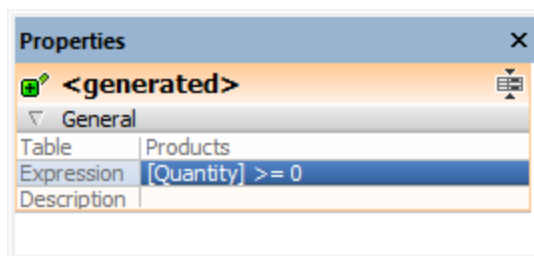 Properties
<generated>
General
Table Products
Expression [Quantity] >= 0
Description